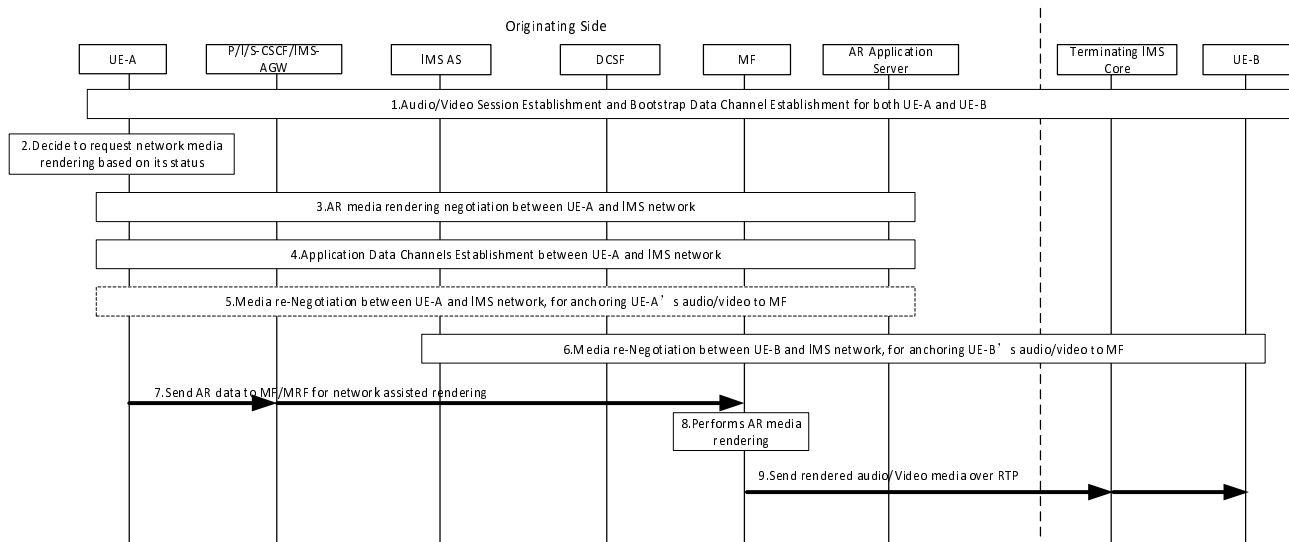 Originating Side
UE-A
P/I/S-CSCF/IMS-
AGW
IMS AS
DCSF
MF
AR Application
Server
Terminating IMS
Core
UE-B
1.Audio/Video Session Establishment and Bootstrap Data Channel Establishment for both UE-A and UE-B
2.Decide to request network media
rendering based on its status
3.AR media rendering negotiation between UE-A and IMS network
4.Application Data Channels Establishment between UE-A and IMS network
5.Media re-Negotiation between UE-A and IMS network, for anchoring UE-A’s audio/video to MF
6.Media re-Negotiation between UE-B and IMS network, for anchoring UE-B’s audio/video to MF
7.Send AR data to MF/MRF for network assisted rendering
8.Performs AR media
rendering
9.Send rendered audio/Video media over RTP